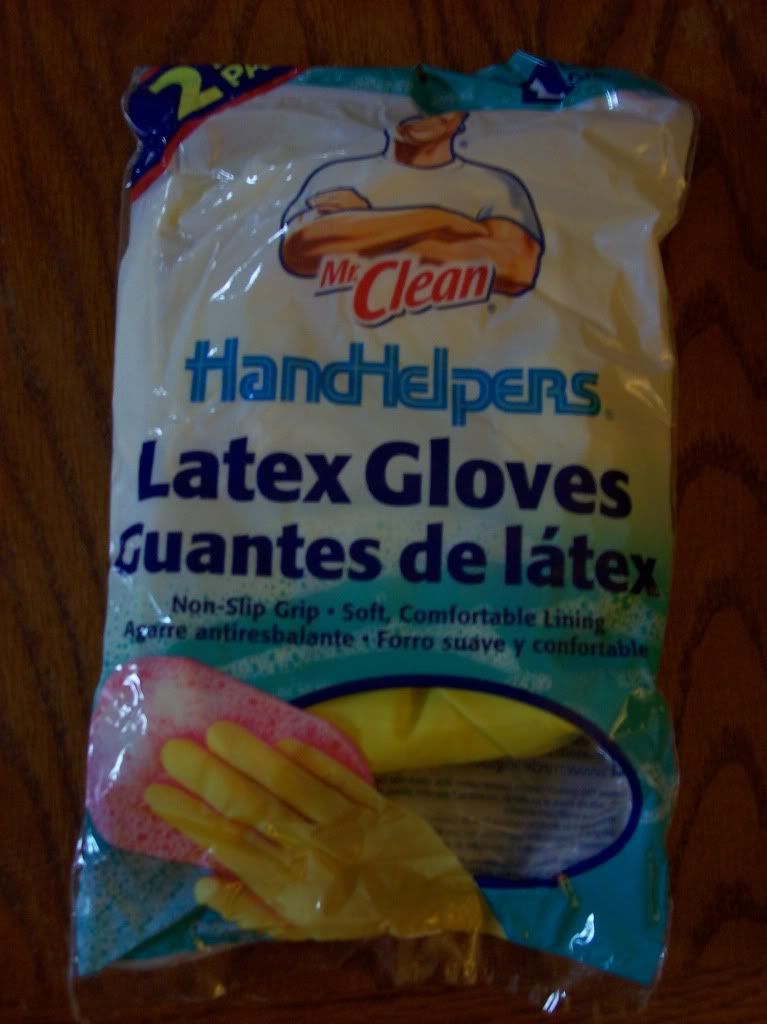 2
Mr. Clean®
HandHelpers®
Latex Gloves
Guantes de látex
Non-Slip Grip • Soft, Comfortable Lining
Agarre antiresbalante • Forro suave y confortable